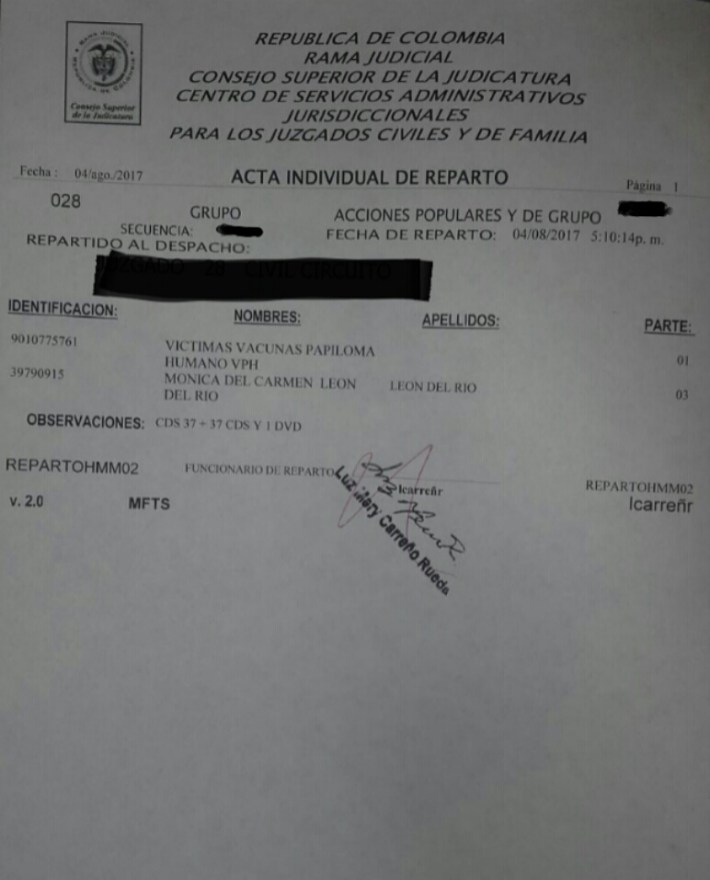 REPUBLICA DE COLOMBIA
RAMA JUDICIAL
CONSEJO SUPERIOR DE LA JUDICATURA
CENTRO DE SERVICIOS ADMINISTRATIVOS
JURISDICCIONALES
PARA LOS JUZGADOS CIVILES Y DE FAMILIA
Consejo Superior
de la Judicatura
Fecha : 04/ago./2017 ACTA INDIVIDUAL DE REPARTO Página 1
028 GRUPO ACCIONES POPULARES Y DE GRUPO
SECUENCIA: FECHA DE REPARTO: 04/08/2017 5:10:14p. m.
REPARTIDO AL DESPACHO:
CIVIL CIRCUITO
IDENTIFICACION: NOMBRES: APELLIDOS: PARTE:
9010775761 VICTIMAS VACUNAS PAPILOMA
HUMANO VPH 01
39790915 MONICA DEL CARMEN LEON LEON DEL RIO
DEL RIO 03
OBSERVACIONES: CDS 37 + 37 CDS Y 1 DVD
REPARTOHMM02 FUNCIONARIO DE REPARTO lcarreñr REPARTOHMM02
v. 2.0 MFTS lcarreñr
Luz Mary Carreño Rueda